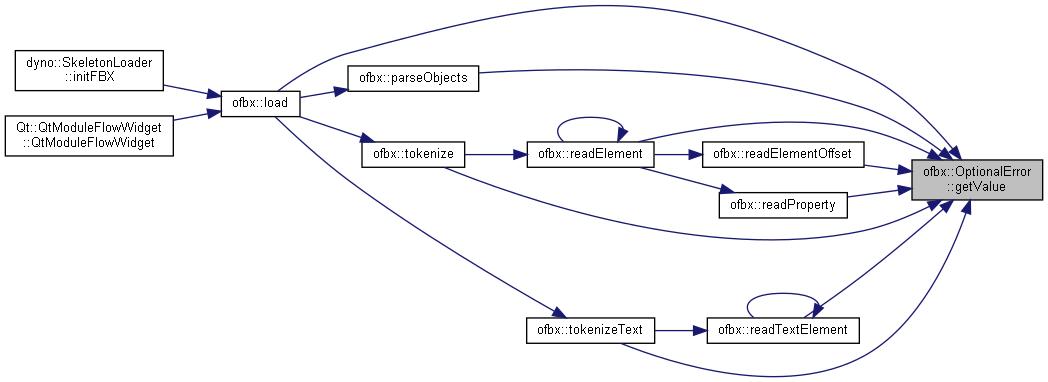 dyno::SkeletonLoader
::initFBX
Qt::QtModuleFlowWidget
::QtModuleFlowWidget
ofbx::load
ofbx::parseObjects
ofbx::tokenize
ofbx::readElement
ofbx::readElementOffset
ofbx::readProperty
ofbx::OptionalError
::getValue
ofbx::tokenizeText
ofbx::readTextElement